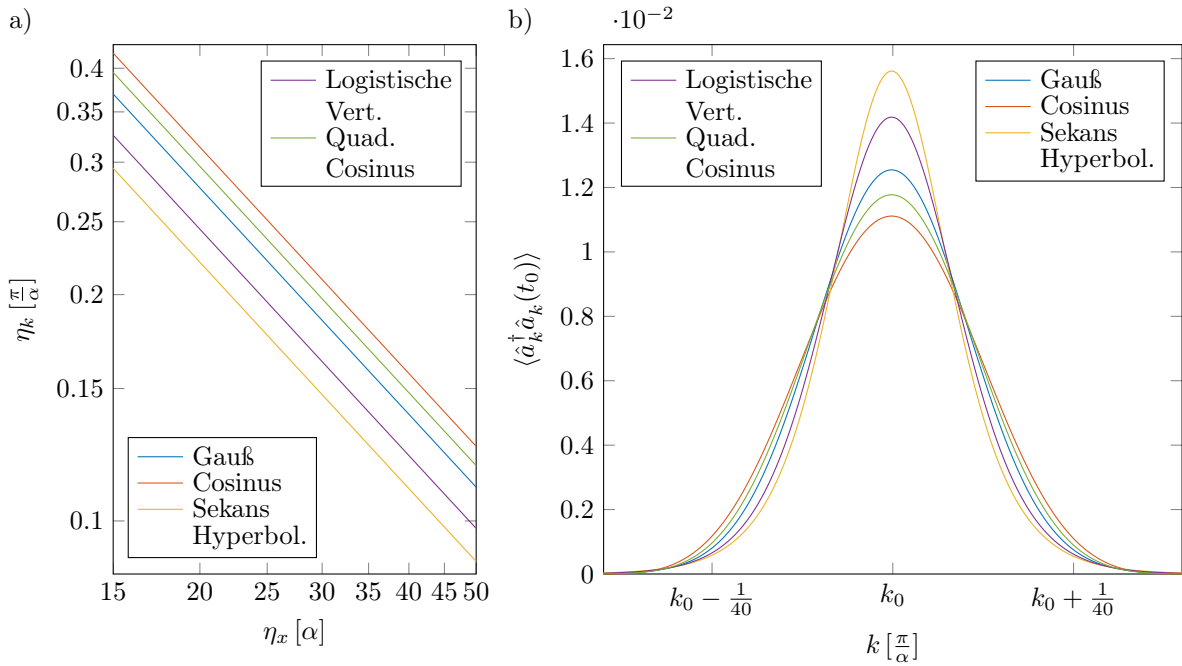 a)
0.4
0.35
0.3
0.25
0.2
0.15
0.1
η_k [π/α]
15 20 25 30 35 40 45 50
η_x [α]
Logistische
Vert.
Quad.
Cosinus
Gauß
Cosinus
Sekans
Hyperbol.
b)
·10⁻²
1.6
1.4
1.2
1
0.8
0.6
0.4
0.2
0
⟨â†_k â_k(t_0)⟩
k_0 − 1/40 k_0 k_0 + 1/40
k [π/α]
Logistische
Vert.
Quad.
Cosinus
Gauß
Cosinus
Sekans
Hyperbol.